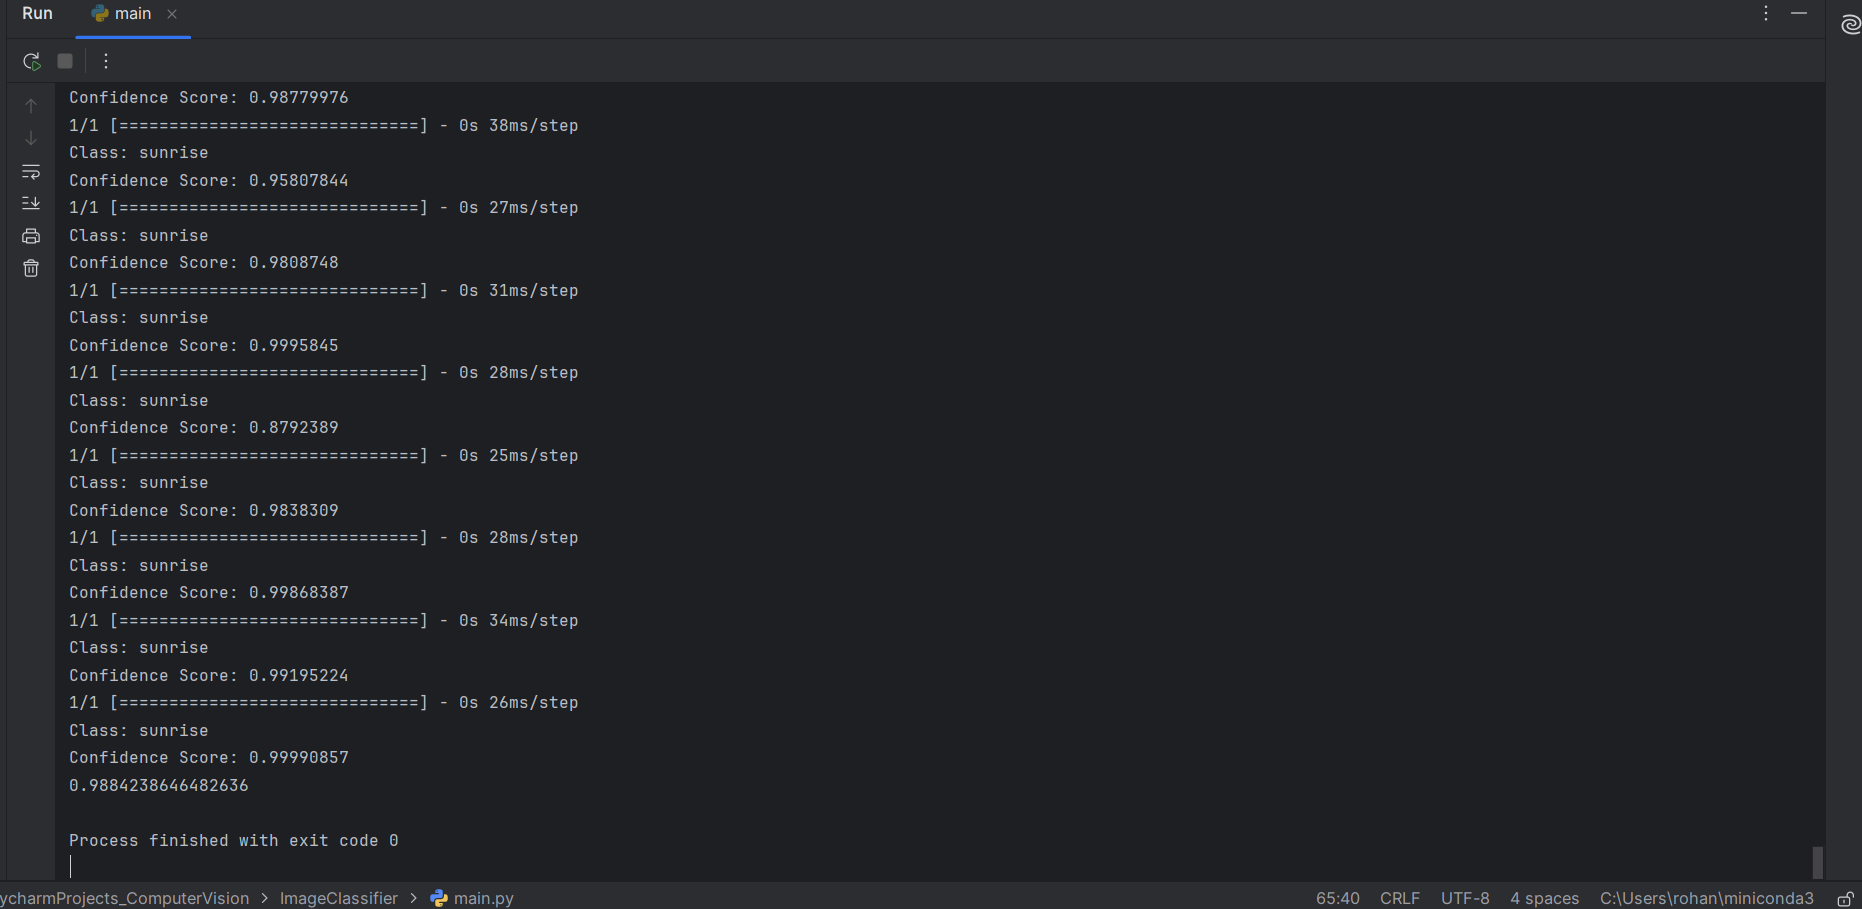 Run main
Confidence Score: 0.98779976
1/1 [==============================] - 0s 38ms/step
Class: sunrise
Confidence Score: 0.95807844
1/1 [==============================] - 0s 27ms/step
Class: sunrise
Confidence Score: 0.9808748
1/1 [==============================] - 0s 31ms/step
Class: sunrise
Confidence Score: 0.9995845
1/1 [==============================] - 0s 28ms/step
Class: sunrise
Confidence Score: 0.8792389
1/1 [==============================] - 0s 25ms/step
Class: sunrise
Confidence Score: 0.9838309
1/1 [==============================] - 0s 28ms/step
Class: sunrise
Confidence Score: 0.99868387
1/1 [==============================] - 0s 34ms/step
Class: sunrise
Confidence Score: 0.99195224
1/1 [==============================] - 0s 26ms/step
Class: sunrise
Confidence Score: 0.99990857
0.9884238646482636
Process finished with exit code 0
ycharmProjects_ComputerVision > ImageClassifier > main.py 65:40 CRLF UTF-8 4 spaces C:\Users\rohan\miniconda3